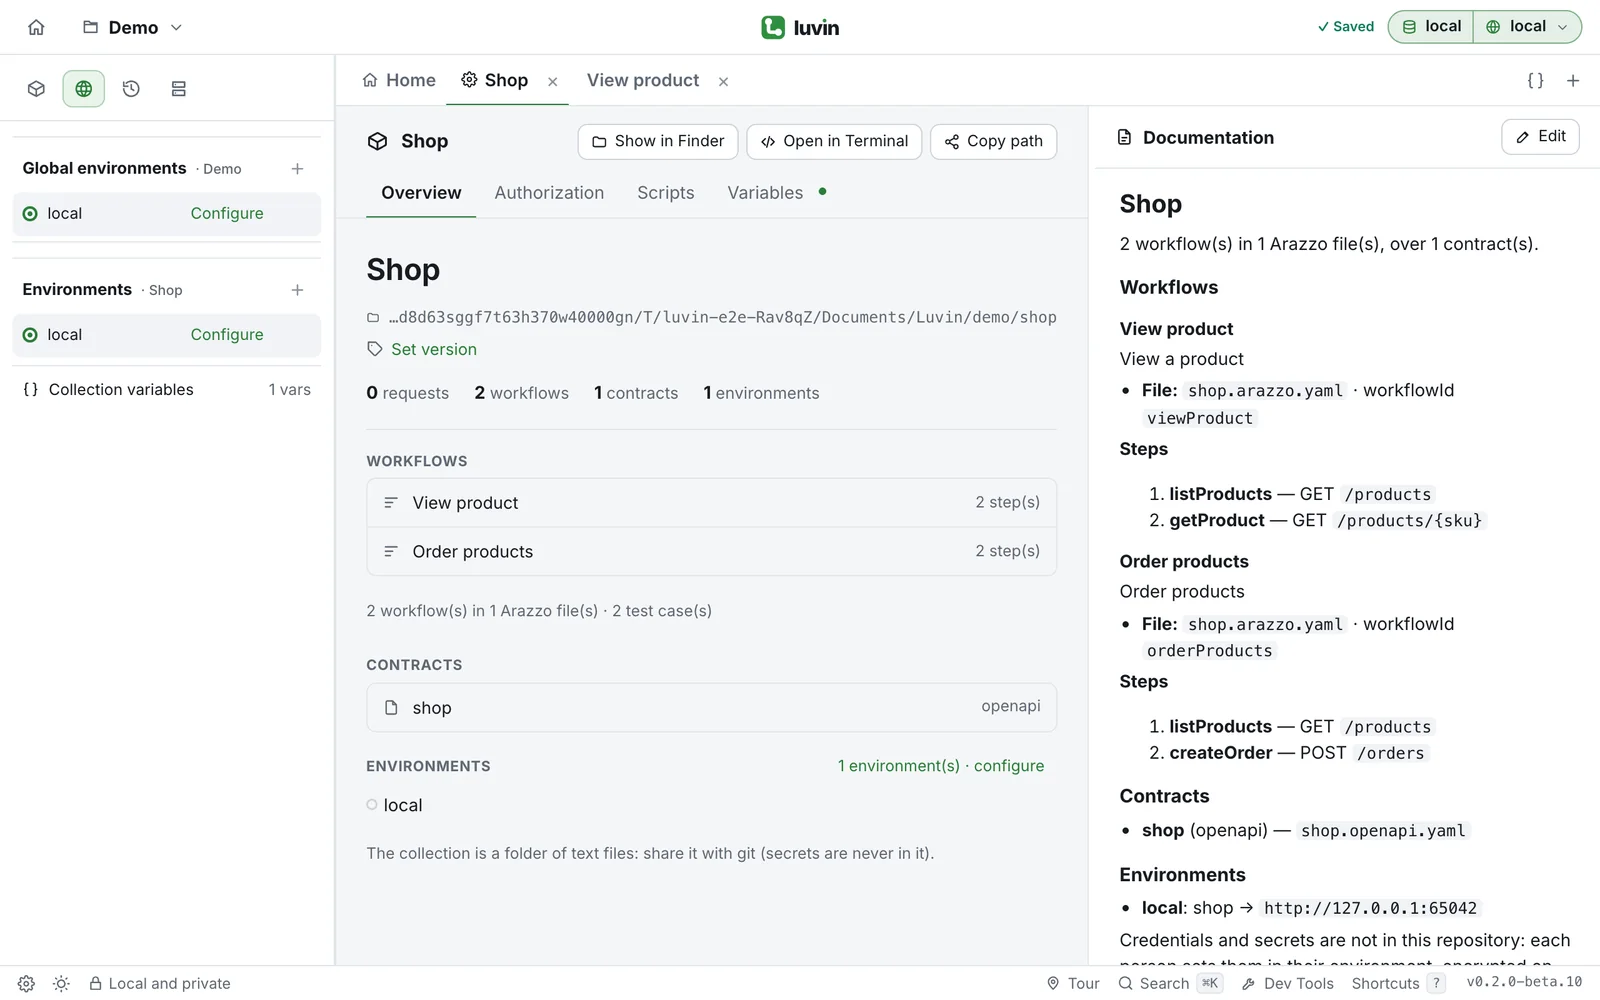 Demo
luvin
Saved
local
local
Home
Shop
View product
Global environments · Demo
local Configure
Environments · Shop
local Configure
{} Collection variables 1 vars
Shop
Show in Finder
Open in Terminal
Copy path
Overview
Authorization
Scripts
Variables
Shop
…d8d63sggf7t63h370w40000gn/T/luvin-e2e-Rav8qZ/Documents/Luvin/demo/shop
Set version
0 requests 2 workflows 1 contracts 1 environments
WORKFLOWS
View product 2 step(s)
Order products 2 step(s)
2 workflow(s) in 1 Arazzo file(s) · 2 test case(s)
CONTRACTS
shop openapi
ENVIRONMENTS 1 environment(s) · configure
local
The collection is a folder of text files: share it with git (secrets are never in it).
Documentation
Edit
Shop
2 workflow(s) in 1 Arazzo file(s), over 1 contract(s).
Workflows
View product
View a product
• File: shop.arazzo.yaml · workflowId
viewProduct
Steps
1. listProducts — GET /products
2. getProduct — GET /products/{sku}
Order products
Order products
• File: shop.arazzo.yaml · workflowId
orderProducts
Steps
1. listProducts — GET /products
2. createOrder — POST /orders
Contracts
• shop (openapi) — shop.openapi.yaml
Environments
• local: shop → http://127.0.0.1:65042
Credentials and secrets are not in this repository: each
Local and private
Tour
Search ⌘K
Dev Tools
Shortcuts ?
v0.2.0-beta.10